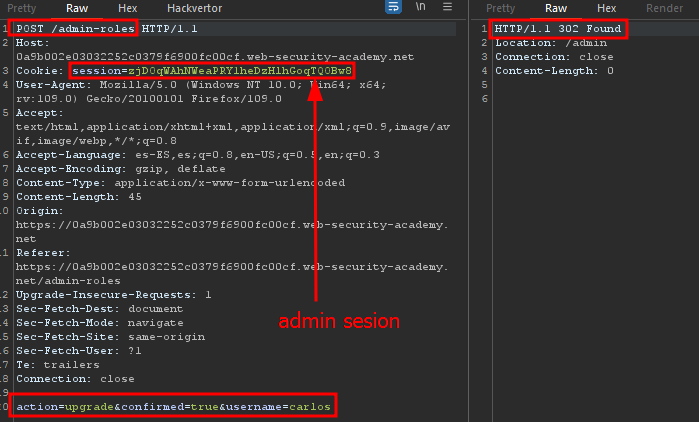 Pretty Raw Hex Hackvertor \n
1 POST /admin-roles HTTP/1.1
2 Host:
0a9b002e03032252c0379f6900fc00cf.web-security-academy.net
3 Cookie: session=
4 User-Agent: Mozilla/5.0 (Windows NT 10.0; Win64; x64;
rv:109.0) Gecko/20100101 Firefox/109.0
5 Accept:
text/html,application/xhtml+xml,application/xml;q=0.9,image/av
if,image/webp,*/*;q=0.8
6 Accept-Language: es-ES,es;q=0.8,en-US;q=0.5,en;q=0.3
7 Accept-Encoding: gzip, deflate
8 Content-Type: application/x-www-form-urlencoded
9 Content-Length: 45
10 Origin:
https://0a9b002e03032252c0379f6900fc00cf.web-security-academy.
net
11 Referer:
https://0a9b002e03032252c0379f6900fc00cf.web-security-academy.
net/admin-roles
12 Upgrade-Insecure-Requests: 1
13 Sec-Fetch-Dest: document
14 Sec-Fetch-Mode: navigate
15 Sec-Fetch-Site: same-origin
16 Sec-Fetch-User: ?1
17 Te: trailers
18 Connection: close
19
20 action=upgrade&confirmed=true&username=carlos
admin sesion
Pretty Raw Hex Render
1 HTTP/1.1 302 Found
2 Location: /admin
3 Connection: close
4 Content-Length: 0
5
6